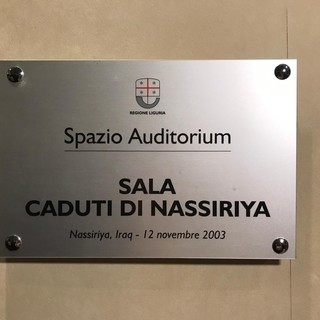 REGIONE LIGURIA
Spazio Auditorium
SALA
CADUTI DI NASSIRIYA
Nassiriya, Iraq - 12 novembre 2003